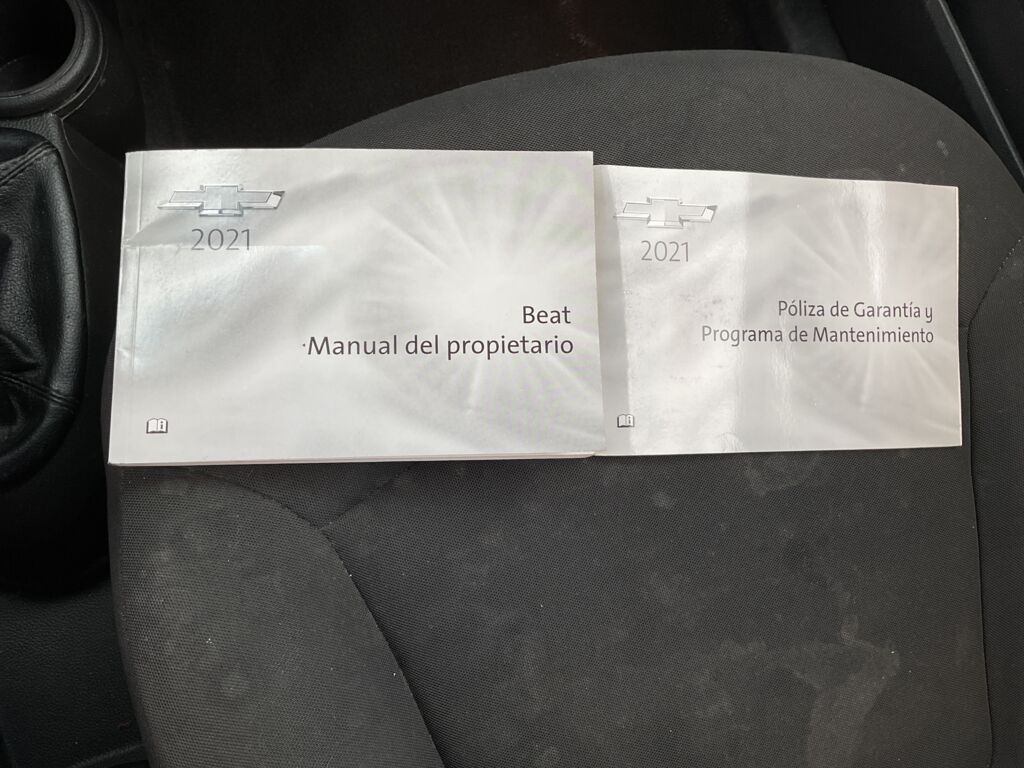 2021
Beat
Manual del propietario
2021
Póliza de Garantía y
Programa de Mantenimiento